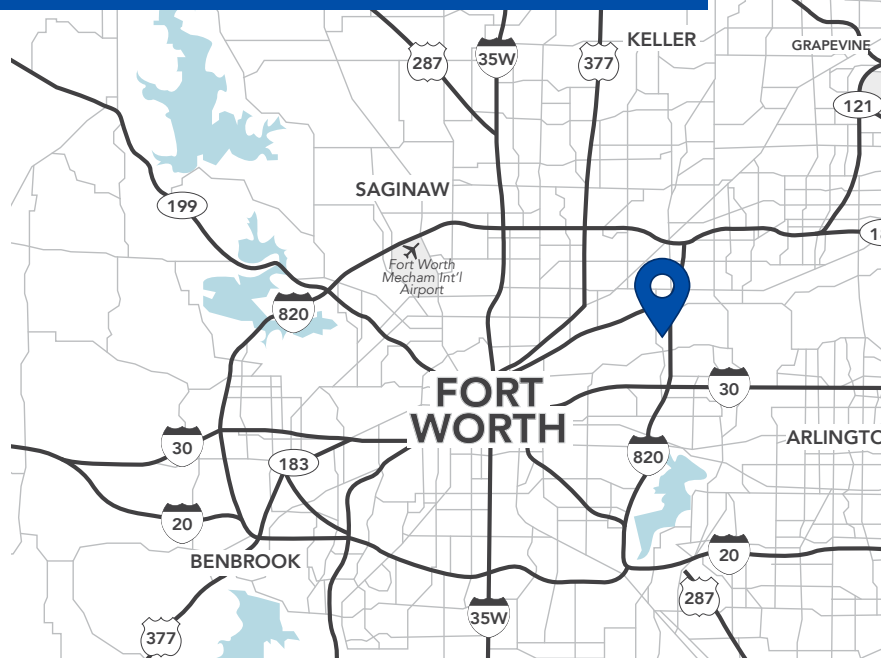 KELLER
GRAPEVINE
287
35W
377
121
SAGINAW
199
Fort Worth
Mecham Int'l
Airport
820
FORT
WORTH
30
ARLINGTO
30
183
820
20
20
BENBROOK
287
35W
377